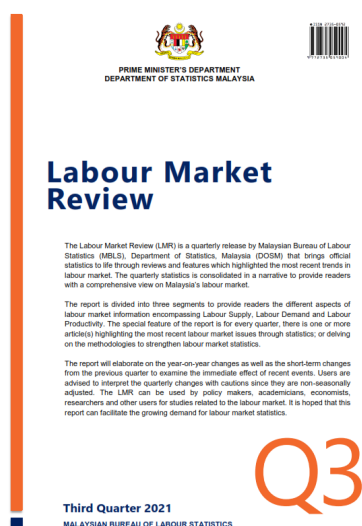 PRIME MINISTER'S DEPARTMENT
DEPARTMENT OF STATISTICS MALAYSIA
Labour Market
Review
The Labour Market Review (LMR) is a quarterly release by Malaysian Bureau of Labour
Statistics (MBLS), Department of Statistics, Malaysia (DOSM) that brings official
statistics to life through reviews and features which highlighted the most recent trends in
labour market. The quarterly statistics is consolidated in a narrative to provide readers
with a comprehensive view on Malaysia's labour market.
The report is divided into three segments to provide readers the different aspects of
labour market information encompassing Labour Supply, Labour Demand and Labour
Productivity. The special feature of the report is for every quarter, there is one or more
article(s) highlighting the most recent labour market issues through statistics; or delving
on the methodologies to strengthen labour market statistics.
The report will elaborate on the year-on-year changes as well as the short-term changes
from the previous quarter to examine the immediate effect of recent events. Users are
advised to interpret the quarterly changes with cautions since they are non-seasonally
adjusted. The LMR can be used by policy makers, academicians, economists,
researchers and other users for studies related to the labour market. It is hoped that this
report can facilitate the growing demand for labour market statistics.
Q3
Third Quarter 2021
MALAYSIAN BUREAU OF LABOUR STATISTICS